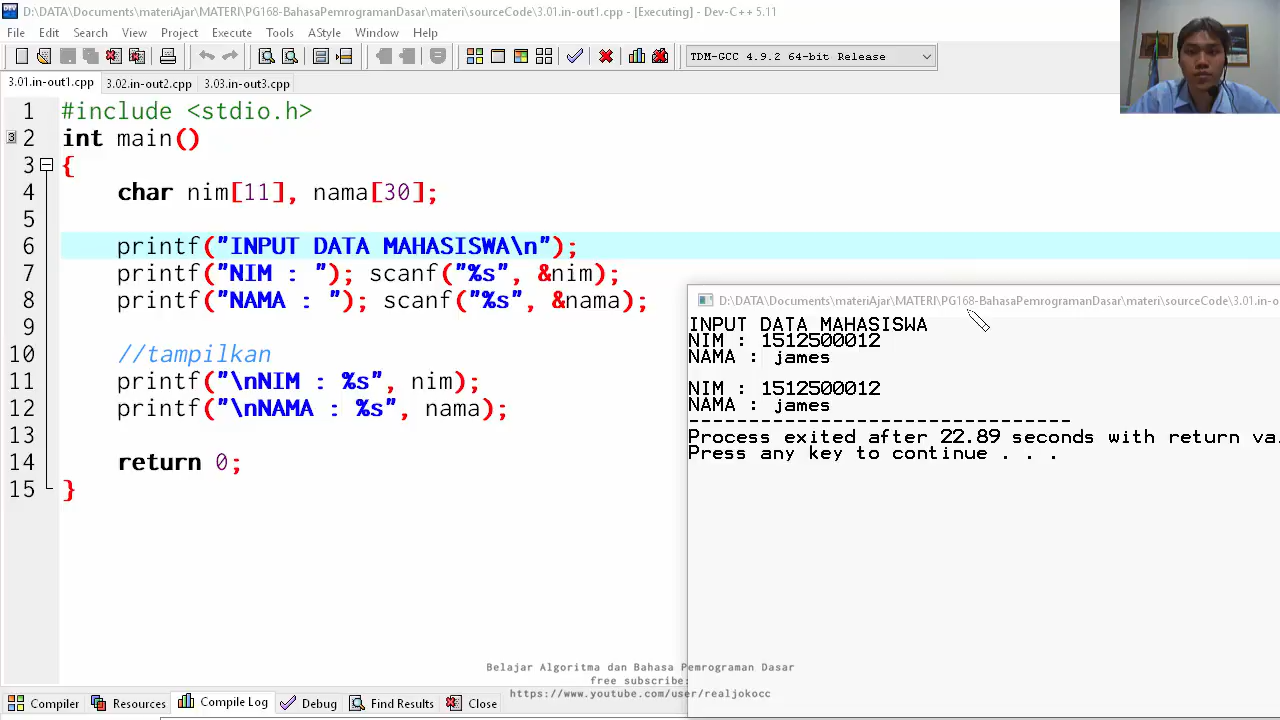 D:\DATA\Documents\materiAjar\MATERI\PG168-BahasaPemrogramanDasar\materi\sourceCode\3.01.in-out1.cpp - [Executing] - Dev-C++ 5.11
File Edit Search View Project Execute Tools AStyle Window Help
TDM-GCC 4.9.2 64-bit Release
3.01.in-out1.cpp 3.02.in-out2.cpp 3.03.in-out3.cpp
1 #include <stdio.h>
2 int main()
3 {
4 char nim[11], nama[30];
5
6 printf("INPUT DATA MAHASISWA\n");
7 printf("NIM : "); scanf("%s", &nim);
8 printf("NAMA : "); scanf("%s", &nama);
9
10 //tampilkan
11 printf("\nNIM : %s", nim);
12 printf("\nNAMA : %s", nama);
13
14 return 0;
15 }
D:\DATA\Documents\materiAjar\MATERI\PG168-BahasaPemrogramanDasar\materi\sourceCode\3.01.in-o
INPUT DATA MAHASISWA
NIM : 1512500012
NAMA : james
NIM : 1512500012
NAMA : james
--------------------------------
Process exited after 22.89 seconds with return va
Press any key to continue . . .
Belajar Algoritma dan Bahasa Pemrograman Dasar
free subscribe:
https://www.youtube.com/user/realjokocc
Compiler Resources Compile Log Debug Find Results Close